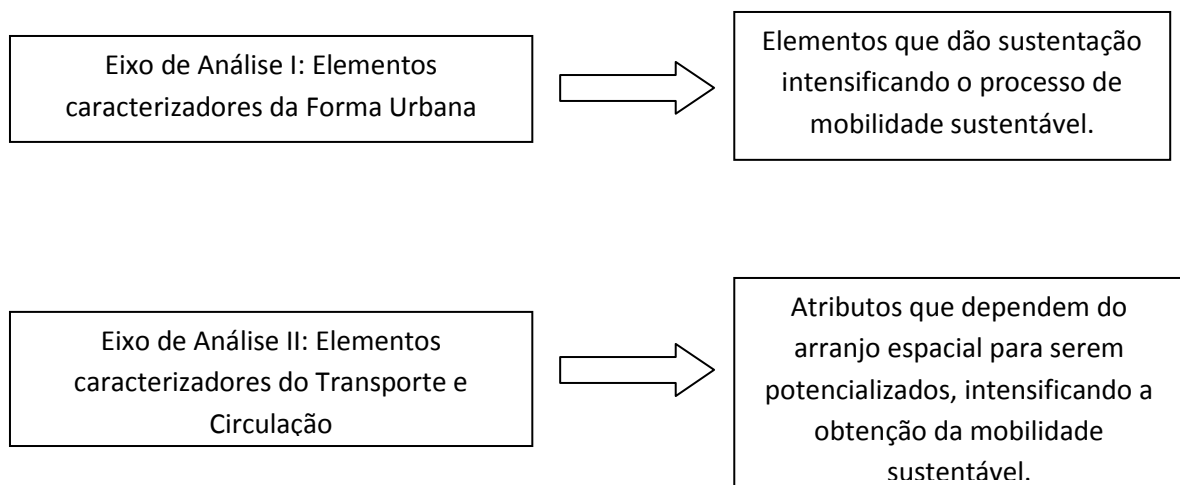 Eixo de Análise I: Elementos
caracterizadores da Forma Urbana
Elementos que dão sustentação
intensificando o processo de
mobilidade sustentável.
Eixo de Análise II: Elementos
caracterizadores do Transporte e
Circulação
Atributos que dependem do
arranjo espacial para serem
potencializados, intensificando a
obtenção da mobilidade
sustentável.